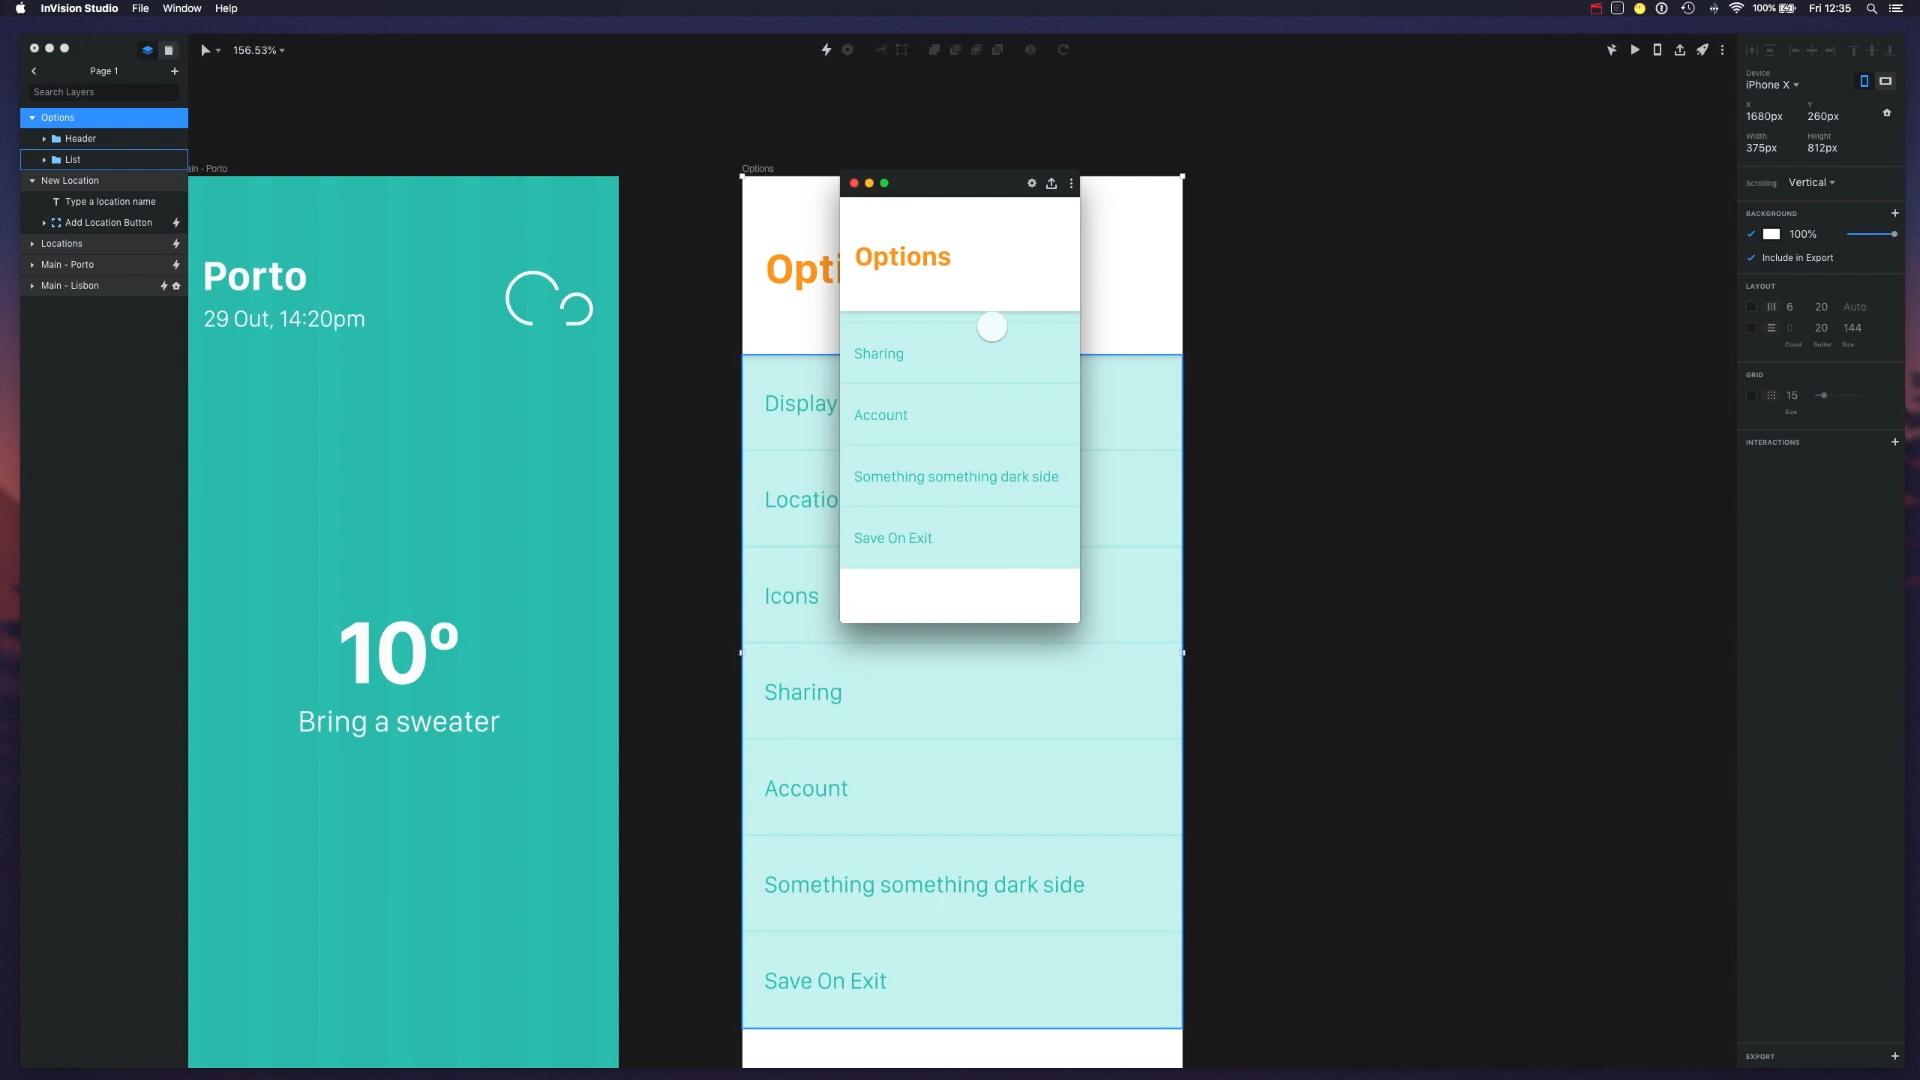 InVision Studio File Window Help
100% Fri 12:35
156.53%
Page 1
Search Layers
Options
Header
List
New Location
T Type a location name
Add Location Button
Locations
Main - Porto
Main - Lisbon
ain - Porto
Porto
29 Out, 14:20pm
10º
Bring a sweater
Options
Opti
Display
Locatio
Icons
Sharing
Account
Something something dark side
Save On Exit
Options
Sharing
Account
Something something dark side
Save On Exit
Device
iPhone X
X Y
1680px 260px
Width Height
375px 812px
Scrolling Vertical
BACKGROUND
100%
Include in Export
LAYOUT
6 20 Auto
0 20 144
Count Gutter Size
GRID
15
Size
INTERACTIONS
EXPORT